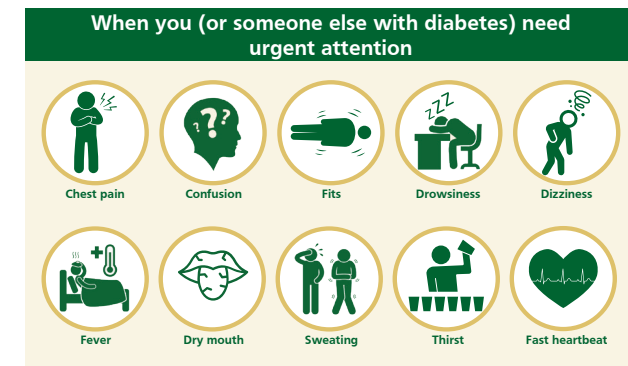 When you (or someone else with diabetes) need
urgent attention
? ? ?
Chest pain
Confusion
Fits
ZZZ
Drowsiness
Dizziness
Fever
Dry mouth
Sweating
Thirst
Fast heartbeat